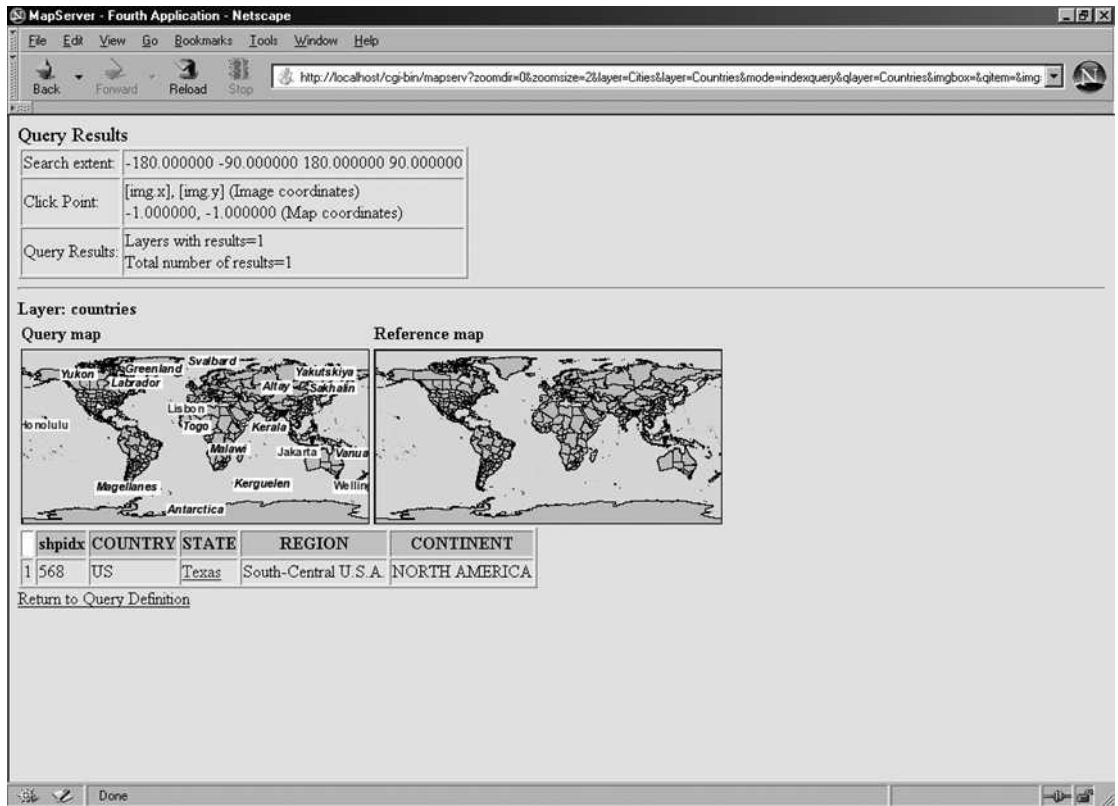 MapServer - Fourth Application - Netscape
File Edit View Go Bookmarks Tools Window Help
Back Forward Reload Stop
http://localhost/cgi-bin/mapserv?zoomdir=0&zoomsize=2&layer=Cities&layer=Countries&mode=indexquery&qlayer=Countries&imgbox=&qitem=&img
N
Query Results
Search extent: -180.000000 -90.000000 180.000000 90.000000
Click Point: [img.x], [img.y] (Image coordinates)
-1.000000, -1.000000 (Map coordinates)
Query Results: Layers with results=1
Total number of results=1
Layer: countries
Query map Reference map
Svalbard
Yukon Greenland Yakutskiya
Labrador Altay Sakhalin
Lisbon
onolulu Togo Kerala
Malawi Jakarta Vanua
Magellanes Kerguelen Wellin
Antarctica
shpidx COUNTRY STATE REGION CONTINENT
1 568 US Texas South-Central U.S.A. NORTH AMERICA
Return to Query Definition
Done